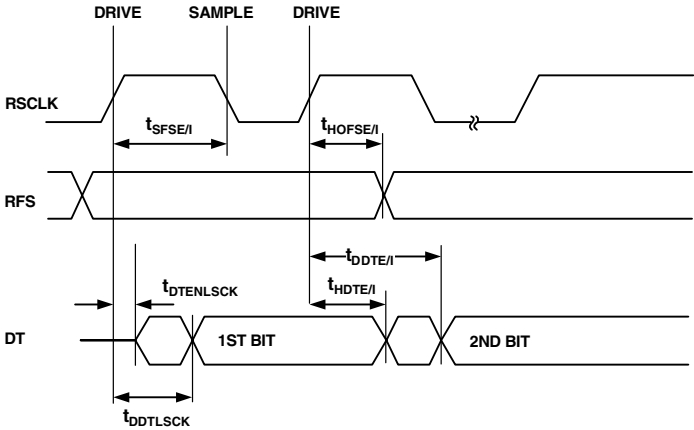 DRIVE SAMPLE DRIVE
RSCLK
tSFSE/I tHOFSE/I
RFS
tDDTE/I
tDTENLSCK tHDTE/I
DT 1ST BIT 2ND BIT
tDDTLSCK